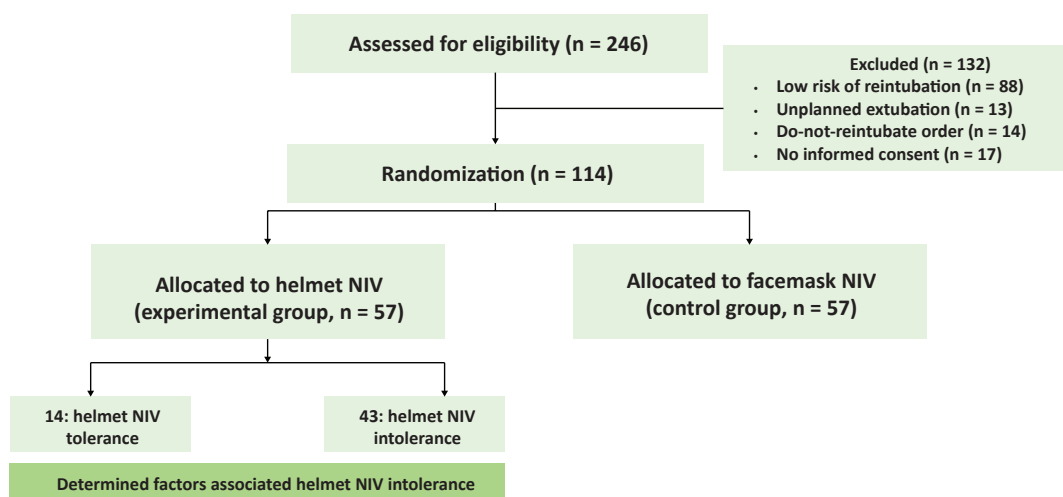 Assessed for eligibility (n = 246)
Excluded (n = 132)
· Low risk of reintubation (n = 88)
· Unplanned extubation (n = 13)
· Do-not-reintubate order (n = 14)
· No informed consent (n = 17)
Randomization (n = 114)
Allocated to helmet NIV
(experimental group, n = 57)
Allocated to facemask NIV
(control group, n = 57)
14: helmet NIV
tolerance
43: helmet NIV
intolerance
Determined factors associated helmet NIV intolerance